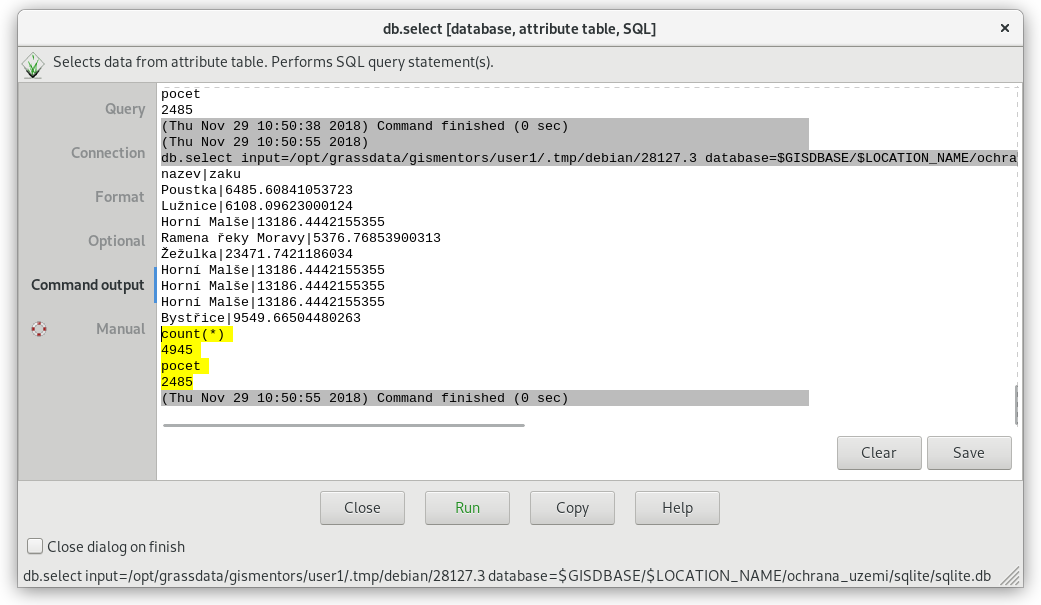 db.select [database, attribute table, SQL]
×
Selects data from attribute table. Performs SQL query statement(s).
Query
Connection
Format
Optional
Command output
Manual
pocet
2485
(Thu Nov 29 10:50:38 2018) Command finished (0 sec)
(Thu Nov 29 10:50:55 2018)
db.select input=/opt/grassdata/gismentors/user1/.tmp/debian/28127.3 database=$GISDBASE/$LOCATION_NAME/ochra
nazev|zaku
Poustka|6485.60841053723
Lužnice|6108.09623000124
Horní Malše|13186.4442155355
Ramena řeky Moravy|5376.76853900313
Žežulka|23471.7421186034
Horní Malše|13186.4442155355
Horní Malše|13186.4442155355
Horní Malše|13186.4442155355
Bystřice|9549.66504480263
count(*)
4945
pocet
2485
(Thu Nov 29 10:50:55 2018) Command finished (0 sec)
Clear
Save
Close
Run
Copy
Help
Close dialog on finish
db.select input=/opt/grassdata/gismentors/user1/.tmp/debian/28127.3 database=$GISDBASE/$LOCATION_NAME/ochrana_uzemi/sqlite/sqlite.db